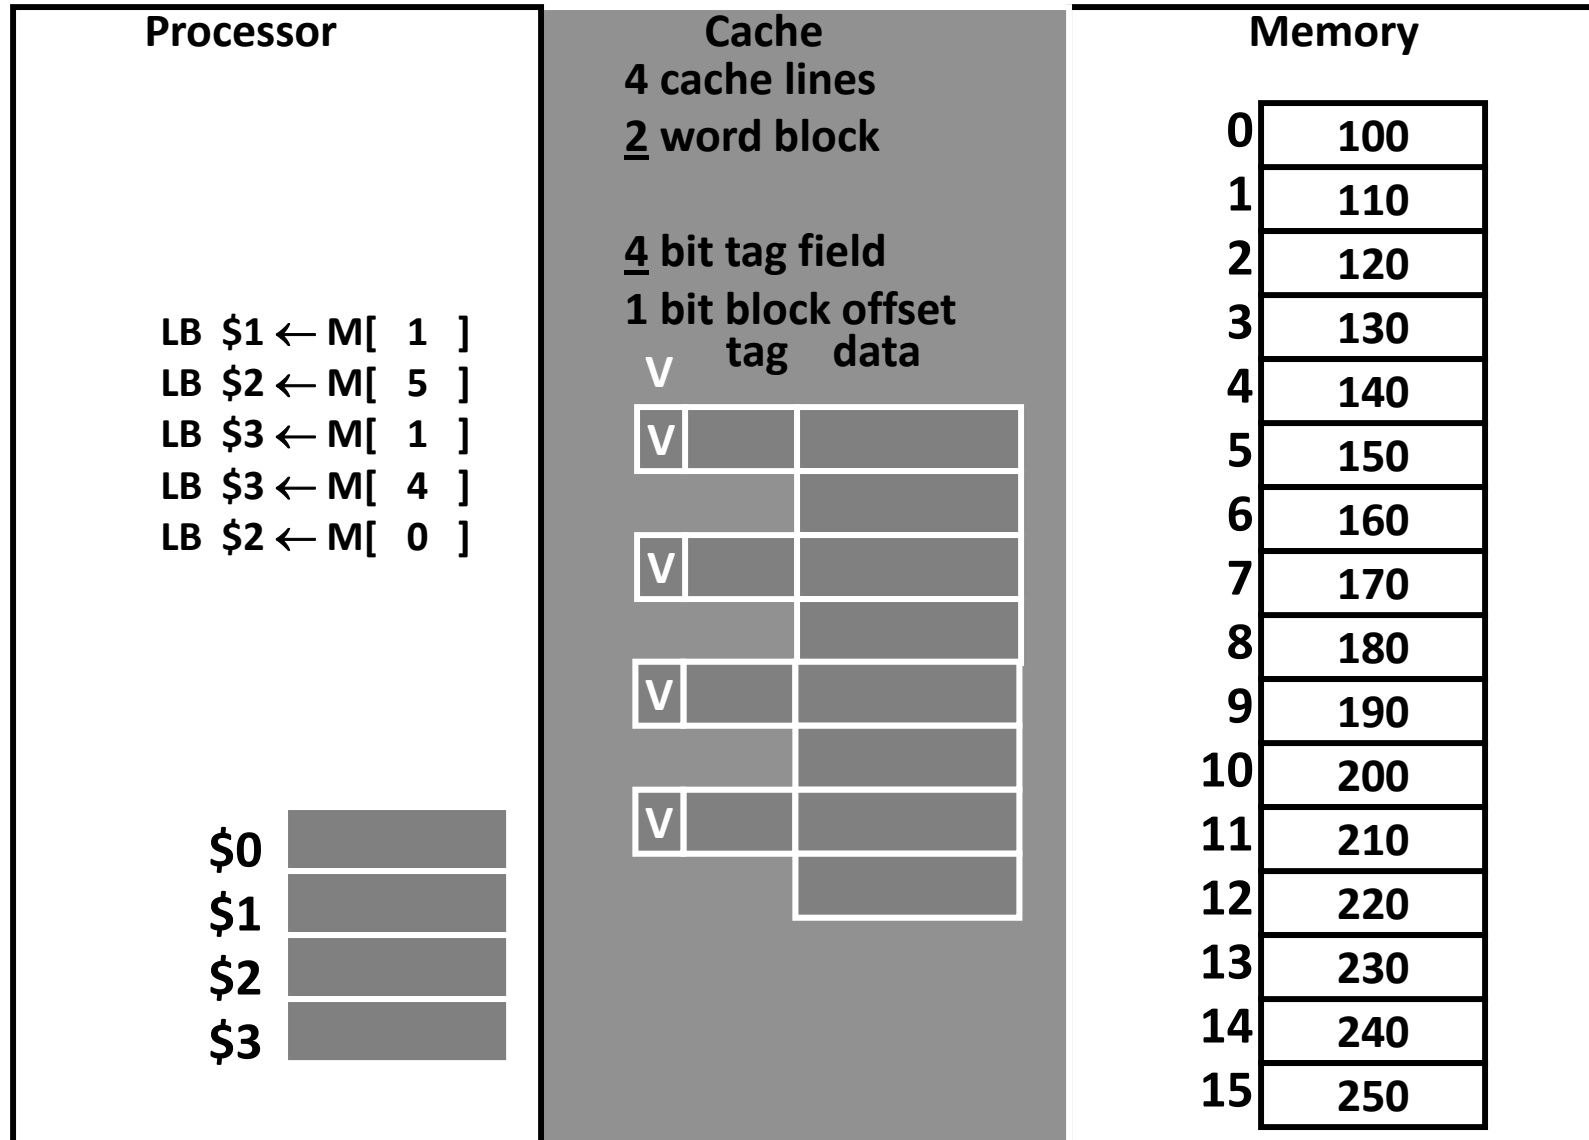 Processor
LB $1 ← M[ 1 ]
LB $2 ← M[ 5 ]
LB $3 ← M[ 1 ]
LB $3 ← M[ 4 ]
LB $2 ← M[ 0 ]
$0
$1
$2
$3
Cache
4 cache lines
2 word block
4 bit tag field
1 bit block offset
V tag data
V
V
V
V
Memory
0 100
1 110
2 120
3 130
4 140
5 150
6 160
7 170
8 180
9 190
10 200
11 210
12 220
13 230
14 240
15 250